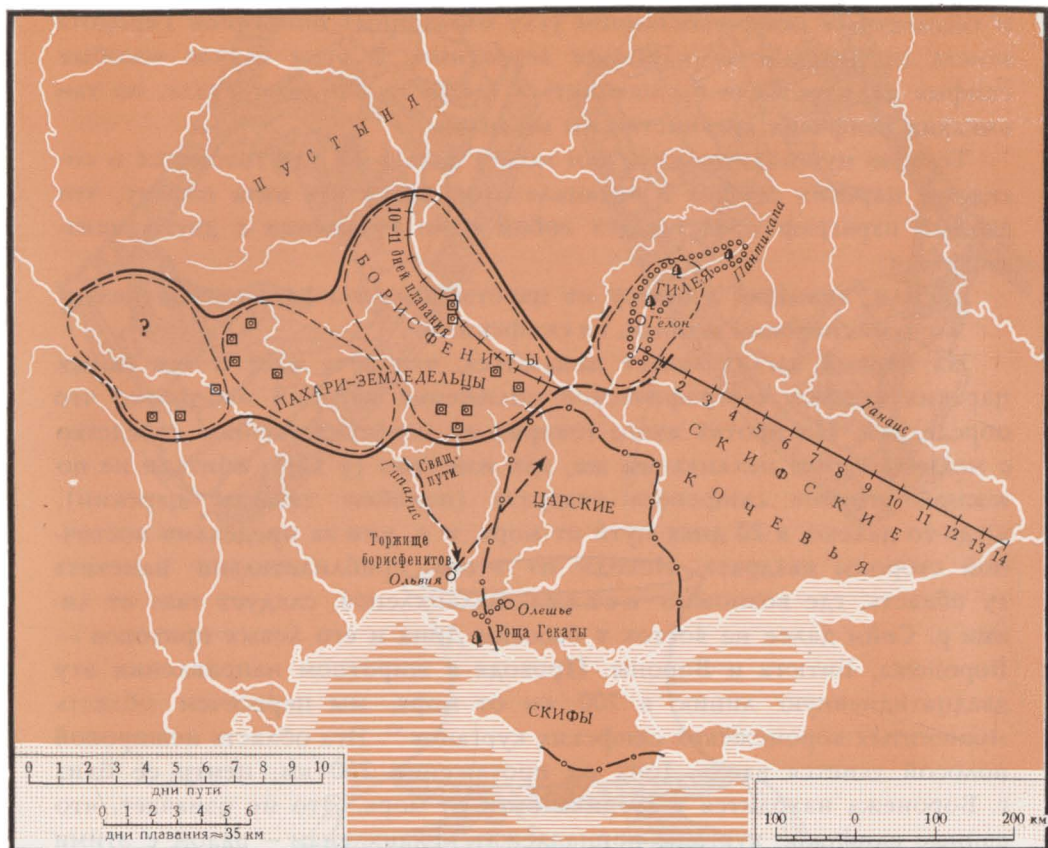 ПУСТЫНЯ
10–11 дней плавания
БОРИСФЕНИТЫ
ГИЛЕЯ
Пантикапа
Гелон
?
ПАХАРИ-ЗЕМЛЕДЕЛЬЦЫ
2 3 4 5 6 7 8 9 10 11 12 13 14
Танаис
СКИФСКИЕ
КОЧЕВЬЯ
Гипанис
Свящ.
пути
ЦАРСКИЕ
Торжище
борисфенитов
Ольвия
Олешье
Роща Гекаты
СКИФЫ
0 1 2 3 4 5 6 7 8 9 10
дни пути
0 1 2 3 4 5 6
дни плавания≈35 км
100 0 100 200 км